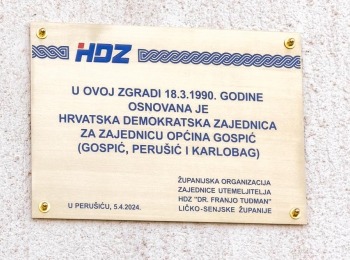 HDZ
U OVOJ ZGRADI 18.3.1990. GODINE
OSNOVANA JE
HRVATSKA DEMOKRATSKA ZAJEDNICA
ZA ZAJEDNICU OPĆINA GOSPIĆ
(GOSPIĆ, PERUŠIĆ I KARLOBAG)
ŽUPANIJSKA ORGANIZACIJA
ZAJEDNICE UTEMELJITELJA
HDZ "DR. FRANJO TUĐMAN"
LIČKO-SENJSKE ŽUPANIJE
U PERUŠIĆU, 5.4.2024.